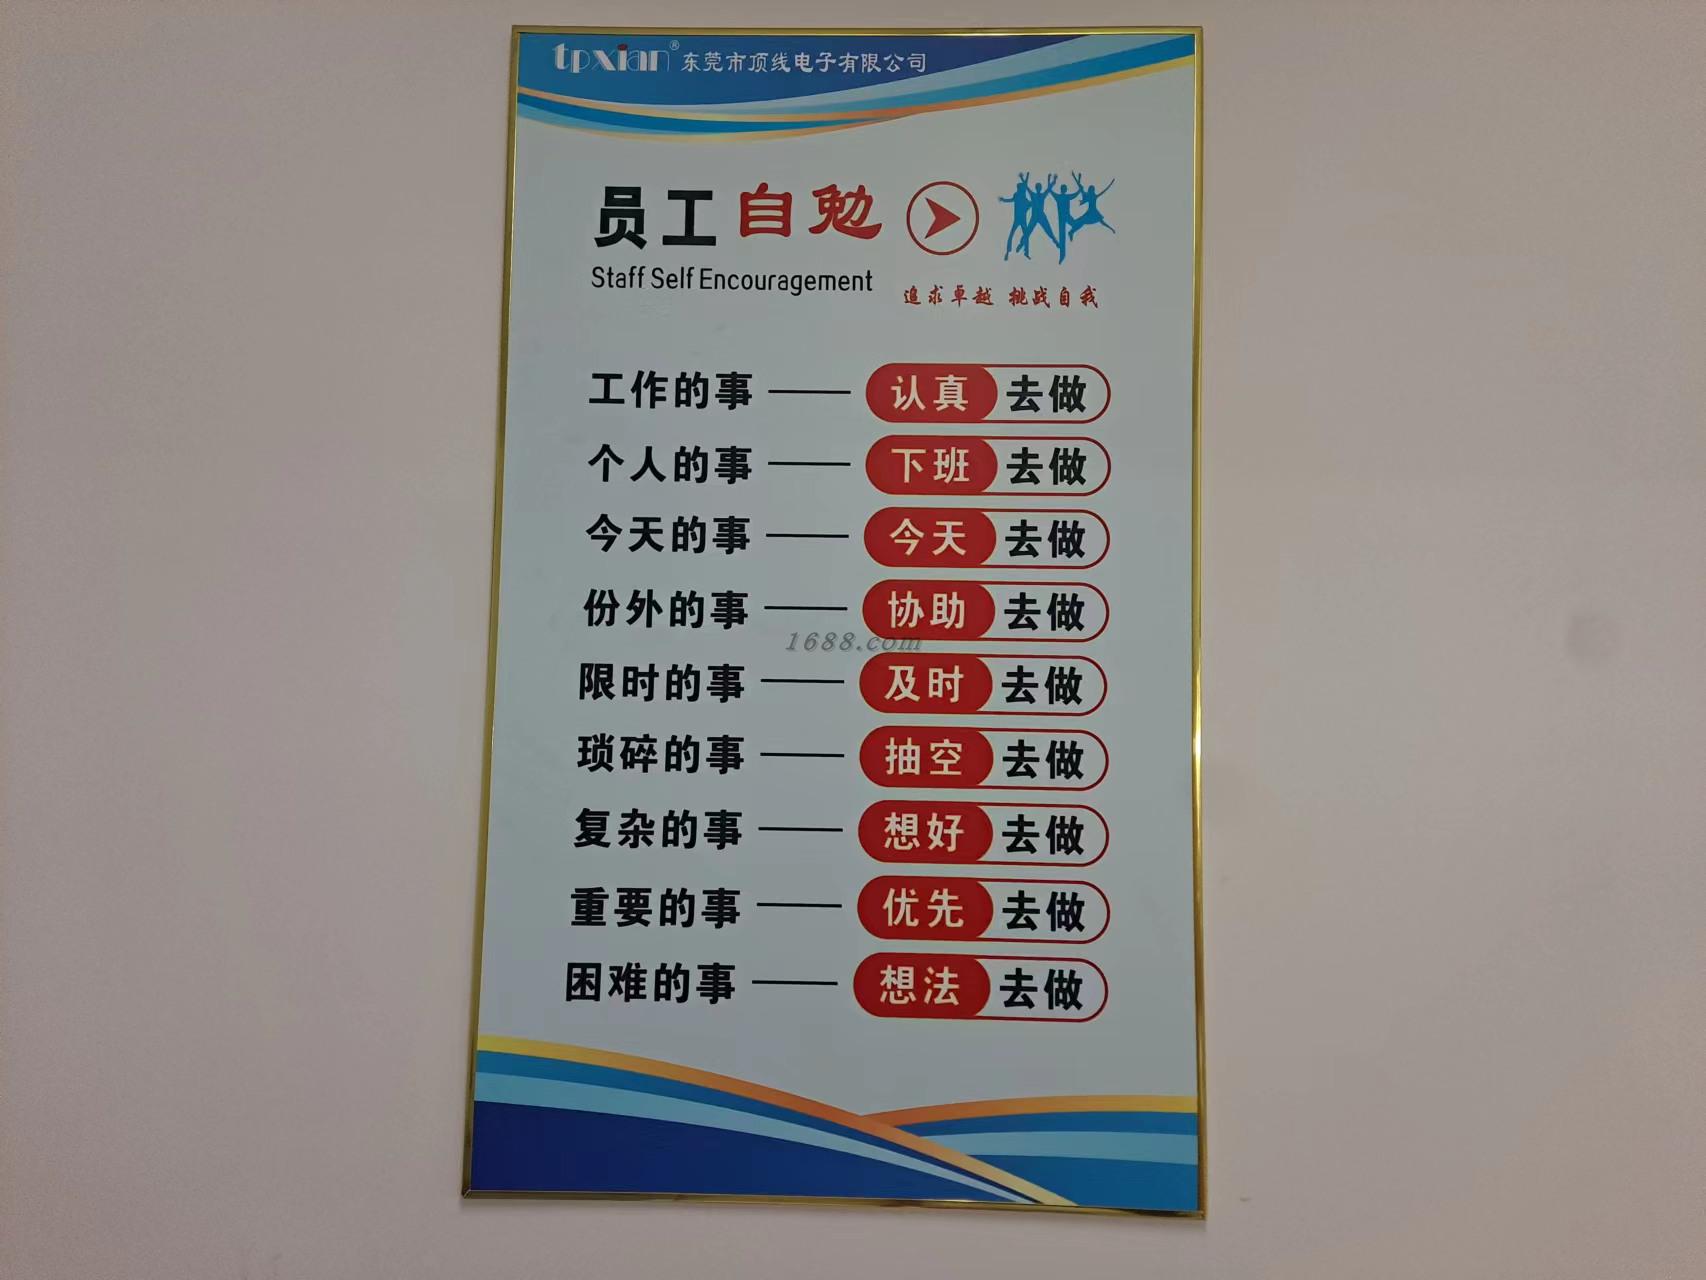 tpxian® 东莞市顶线电子有限公司
员工自勉
Staff Self Encouragement
追求卓越 挑战自我
工作的事——认真去做
个人的事——下班去做
今天的事——今天去做
份外的事——协助去做
1688.com
限时的事——及时去做
琐碎的事——抽空去做
复杂的事——想好去做
重要的事——优先去做
困难的事——想法去做